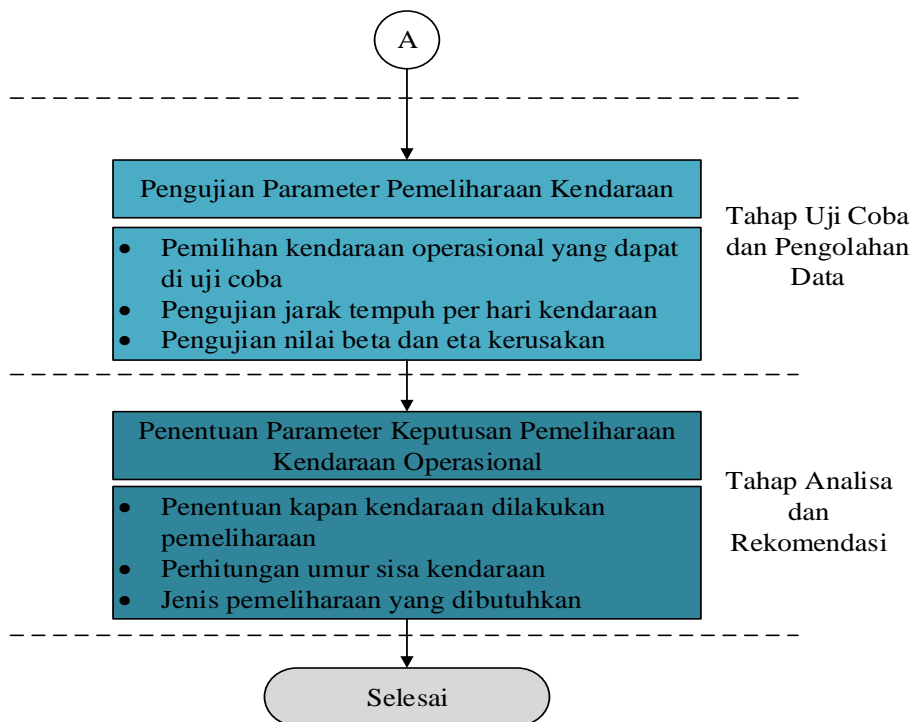 A
Pengujian Parameter Pemeliharaan Kendaraan
• Pemilihan kendaraan operasional yang dapat
di uji coba
• Pengujian jarak tempuh per hari kendaraan
• Pengujian nilai beta dan eta kerusakan
Tahap Uji Coba
dan Pengolahan
Data
Penentuan Parameter Keputusan Pemeliharaan
Kendaraan Operasional
• Penentuan kapan kendaraan dilakukan
pemeliharaan
• Perhitungan umur sisa kendaraan
• Jenis pemeliharaan yang dibutuhkan
Tahap Analisa
dan
Rekomendasi
Selesai